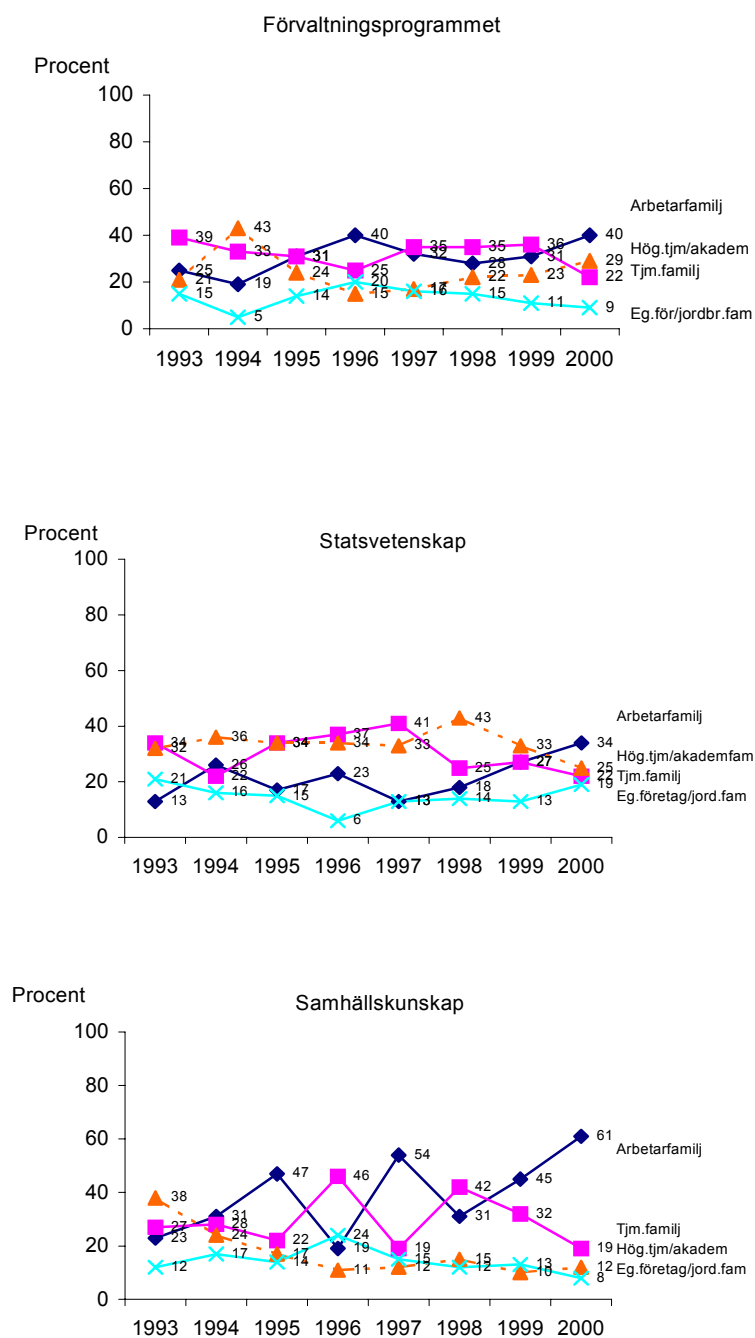 Förvaltningsprogrammet
Procent
100
80
60
40
20
0
39 43 33 31 31 40 35 35 36 40
25 21 19 24 25 32 28 31 29
15 5 14 20 15 17 16 22 15 23 11 22 9
Arbetarfamilj
Hög.tjm/akadem
Tjm.familj
Eg.för/jordbr.fam
1993 1994 1995 1996 1997 1998 1999 2000
Procent
Statsvetenskap
100
80
60
40
20
0
34 32 36 34 34 37 34 41 33 43 33 34
21 13 26 22 16 17 15 23 6 13 13 25 18 14 27 27 13 25 22 19
Arbetarfamilj
Hög.tjm/akademfam
Tjm.familj
Eg.företag/jord.fam
1993 1994 1995 1996 1997 1998 1999 2000
Procent
Samhällskunskap
100
80
60
40
20
0
38 27 23 12 31 28 24 17 47 22 17 14 46 24 19 11 54 19 15 12 42 31 15 12 45 32 13 10 61 19 12 8
Arbetarfamilj
Tjm.familj
Hög.tjm/akadem
Eg.företag/jord.fam
1993 1994 1995 1996 1997 1998 1999 2000